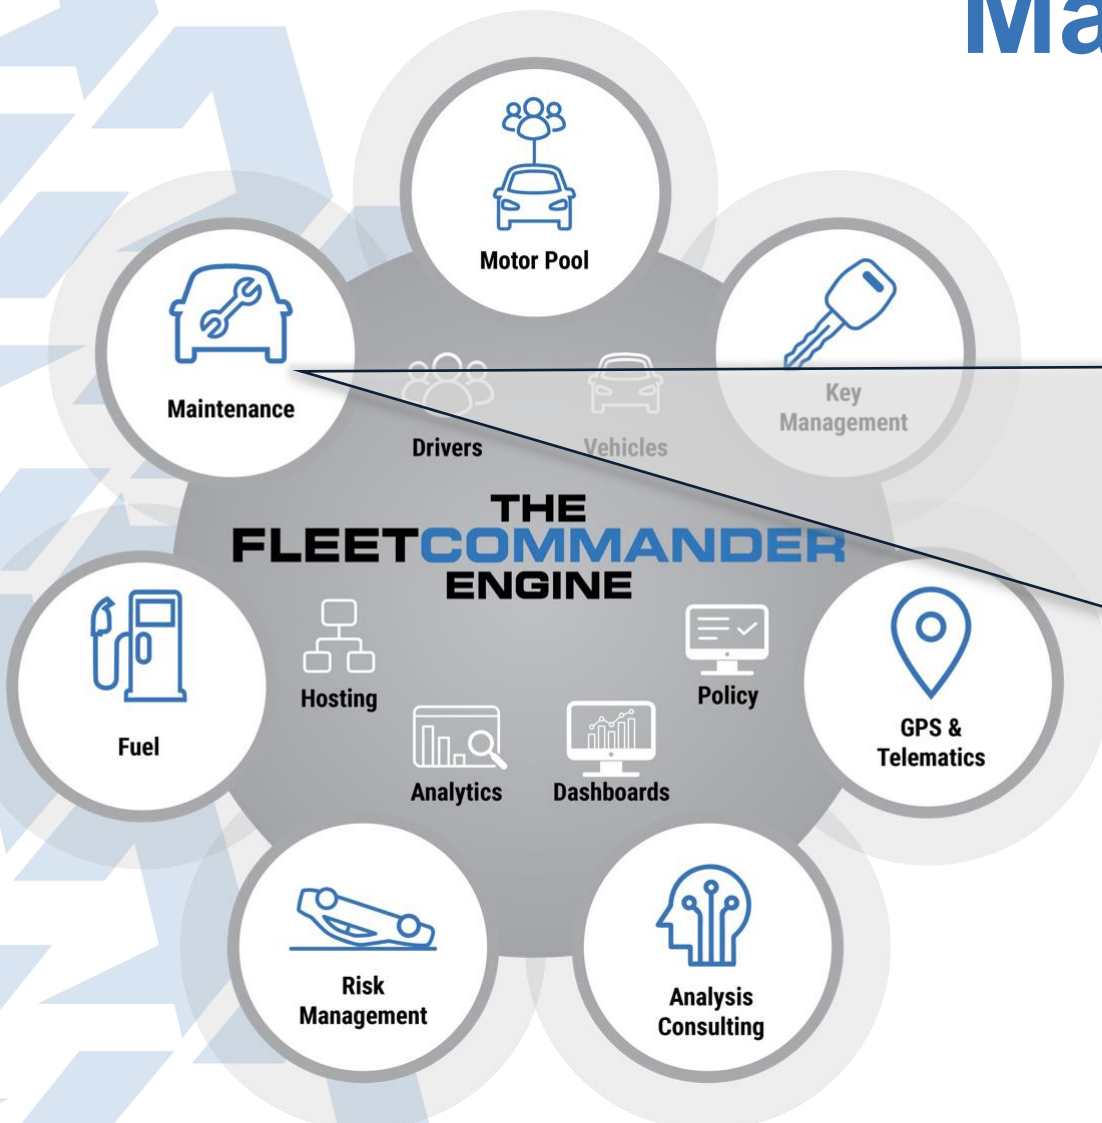 Ma
Motor Pool
Maintenance
Key
Management
Drivers
Vehicles
THE
FLEETCOMMANDER
ENGINE
Hosting
Policy
Fuel
GPS &
Telematics
Analytics
Dashboards
Risk
Management
Analysis
Consulting